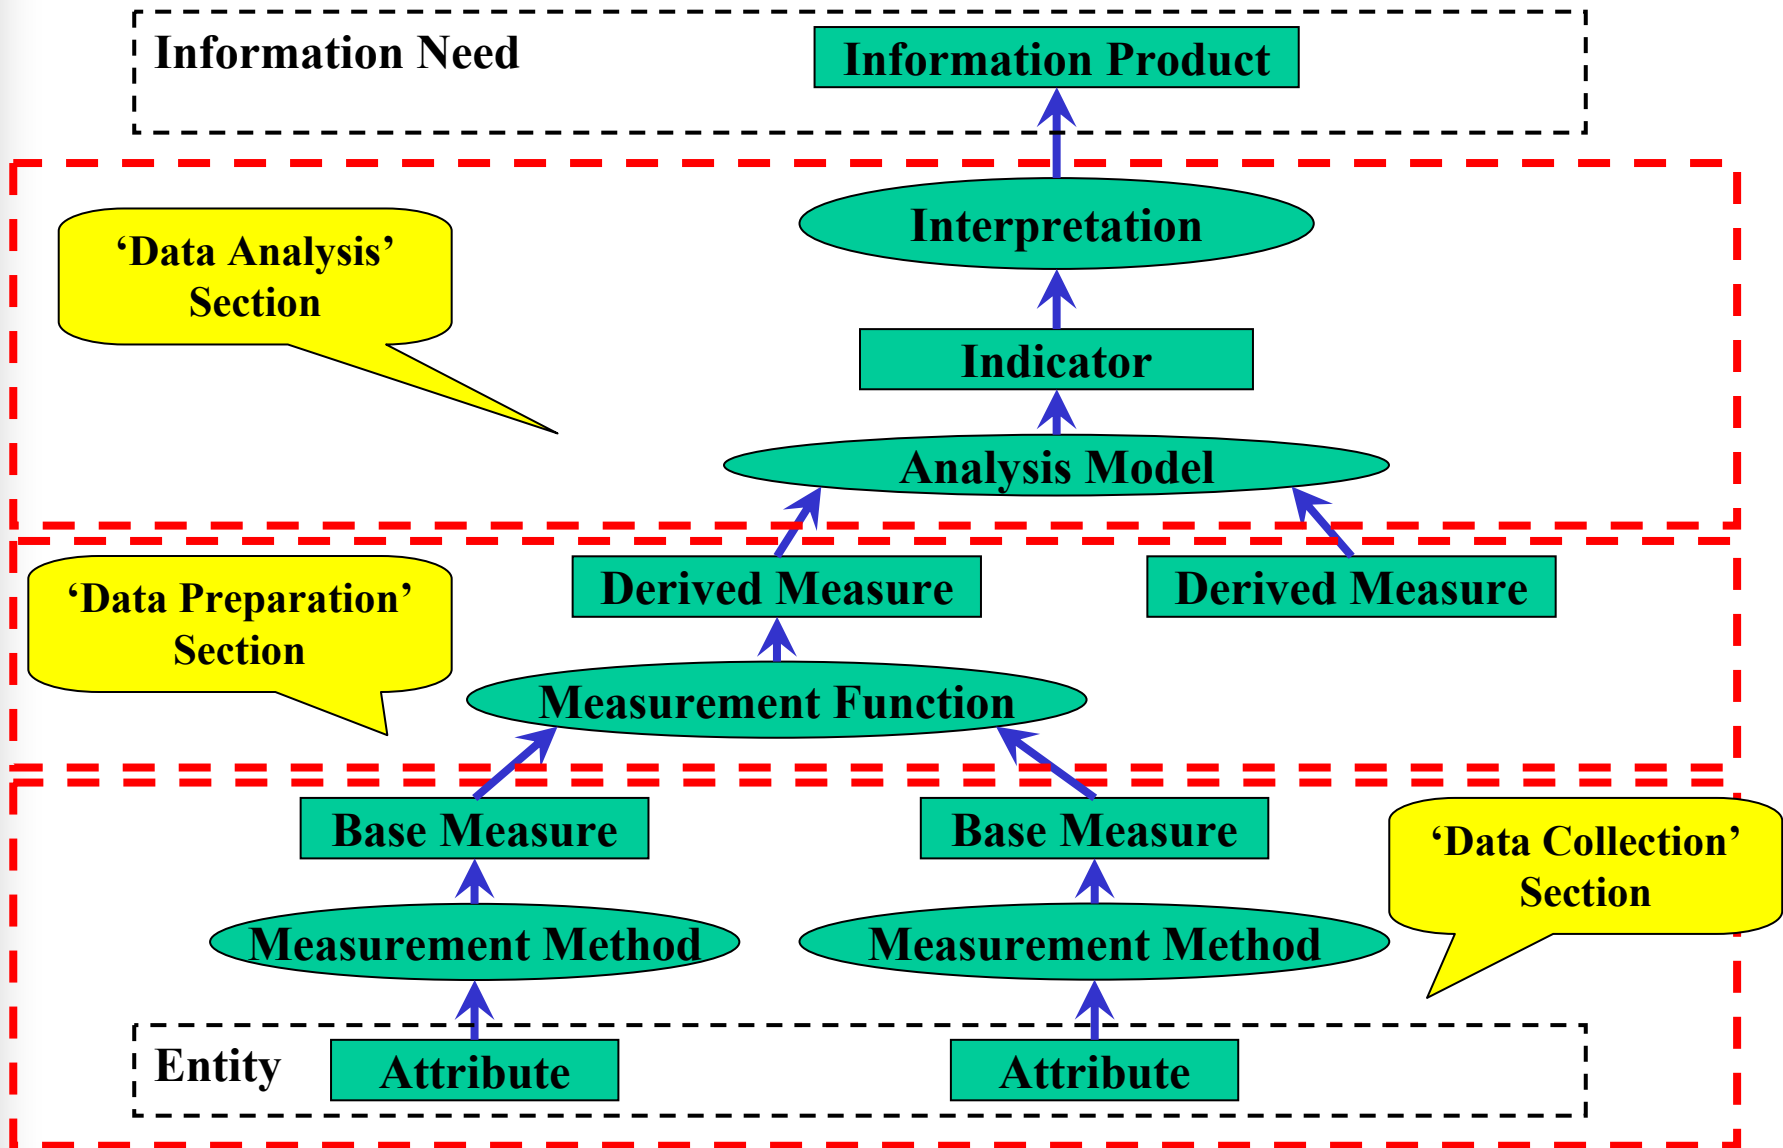 Information Need
Information Product
Interpretation
‘Data Analysis’
Section
Indicator
Analysis Model
Derived Measure
Derived Measure
‘Data Preparation’
Section
Measurement Function
Base Measure
Base Measure
‘Data Collection’
Section
Measurement Method
Measurement Method
Entity
Attribute
Attribute